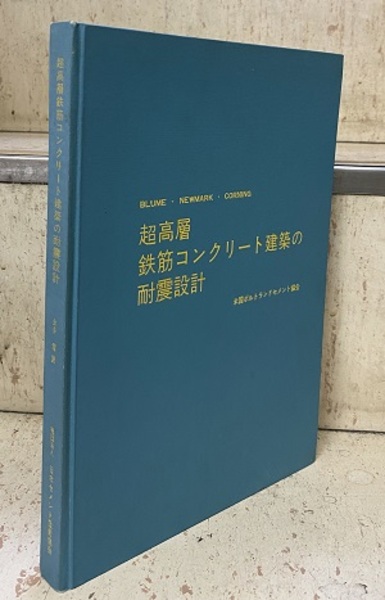 BLUME · NEWMARK · CORNING
超高層
鉄筋コンクリート建築の
耐震設計
米国ポルトランドセメント協会
超高層鉄筋コンクリート建築の耐震設計